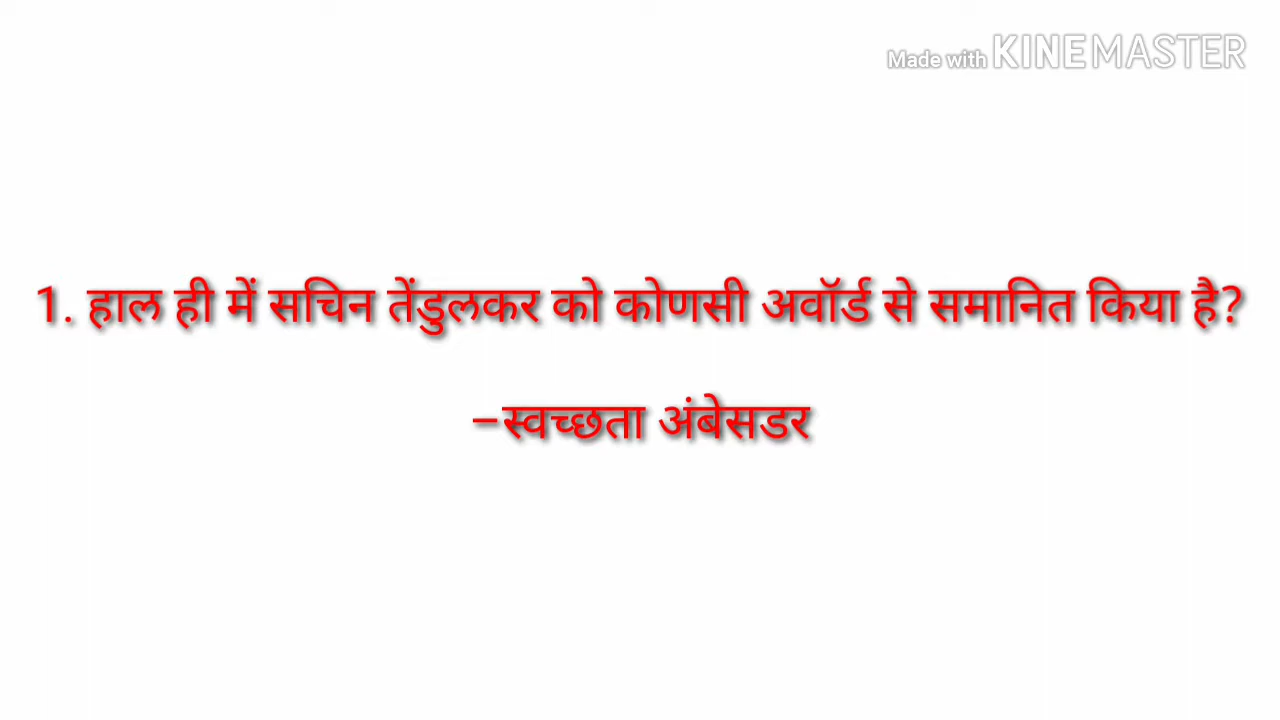 Made with KINEMASTER
1. हाल ही में सचिन तेंडुलकर को कोणसी अवॉर्ड से समानित किया है?
–स्वच्छता अंबेसडर